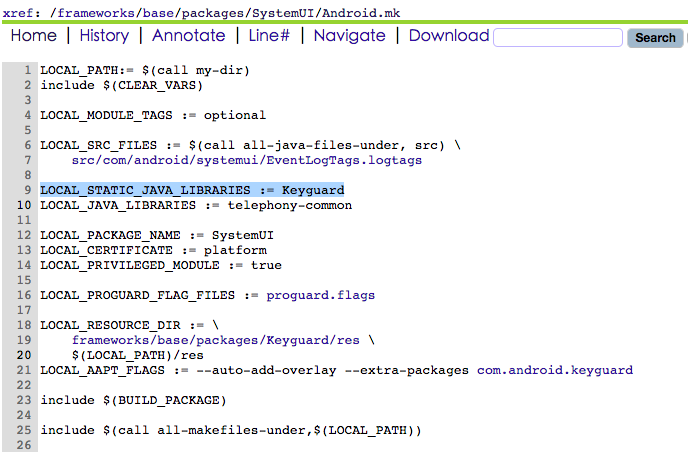 xref: /frameworks/base/packages/SystemUI/Android.mk
Home | History | Annotate | Line# | Navigate | Download Search
1 LOCAL_PATH:= $(call my-dir)
2 include $(CLEAR_VARS)
3
4 LOCAL_MODULE_TAGS := optional
5
6 LOCAL_SRC_FILES := $(call all-java-files-under, src) \
7 src/com/android/systemui/EventLogTags.logtags
8
9 LOCAL_STATIC_JAVA_LIBRARIES := Keyguard
10 LOCAL_JAVA_LIBRARIES := telephony-common
11
12 LOCAL_PACKAGE_NAME := SystemUI
13 LOCAL_CERTIFICATE := platform
14 LOCAL_PRIVILEGED_MODULE := true
15
16 LOCAL_PROGUARD_FLAG_FILES := proguard.flags
17
18 LOCAL_RESOURCE_DIR := \
19 frameworks/base/packages/Keyguard/res \
20 $(LOCAL_PATH)/res
21 LOCAL_AAPT_FLAGS := --auto-add-overlay --extra-packages com.android.keyguard
22
23 include $(BUILD_PACKAGE)
24
25 include $(call all-makefiles-under,$(LOCAL_PATH))
26